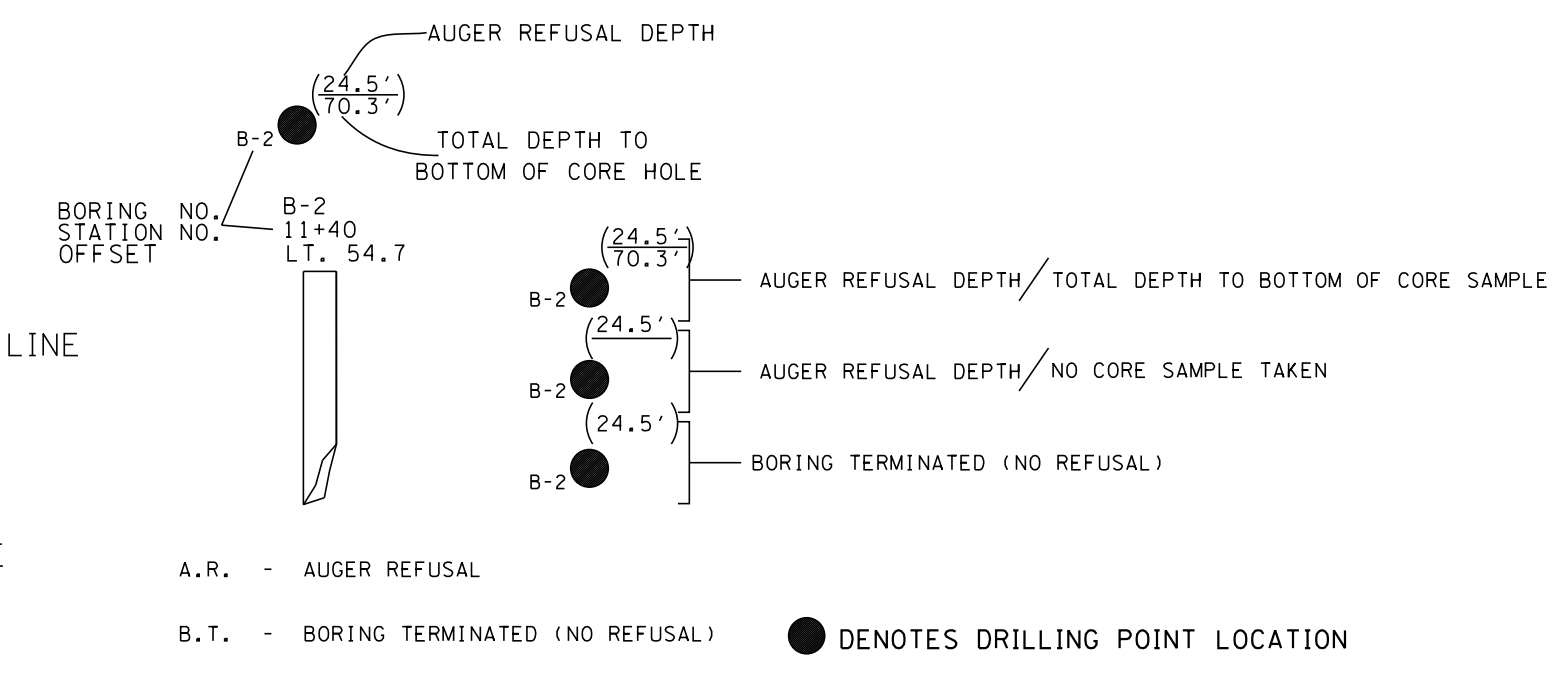 AUGER REFUSAL DEPTH
(24.5'
70.3')
B-2
TOTAL DEPTH TO
BOTTOM OF CORE HOLE
BORING NO.
STATION NO.
OFFSET
B-2
11+40
LT. 54.7
(24.5'
70.3')
B-2
AUGER REFUSAL DEPTH/TOTAL DEPTH TO BOTTOM OF CORE SAMPLE
(24.5')
B-2
AUGER REFUSAL DEPTH/NO CORE SAMPLE TAKEN
(24.5')
B-2
BORING TERMINATED (NO REFUSAL)
LINE
A.R. - AUGER REFUSAL
B.T. - BORING TERMINATED (NO REFUSAL)
DENOTES DRILLING POINT LOCATION